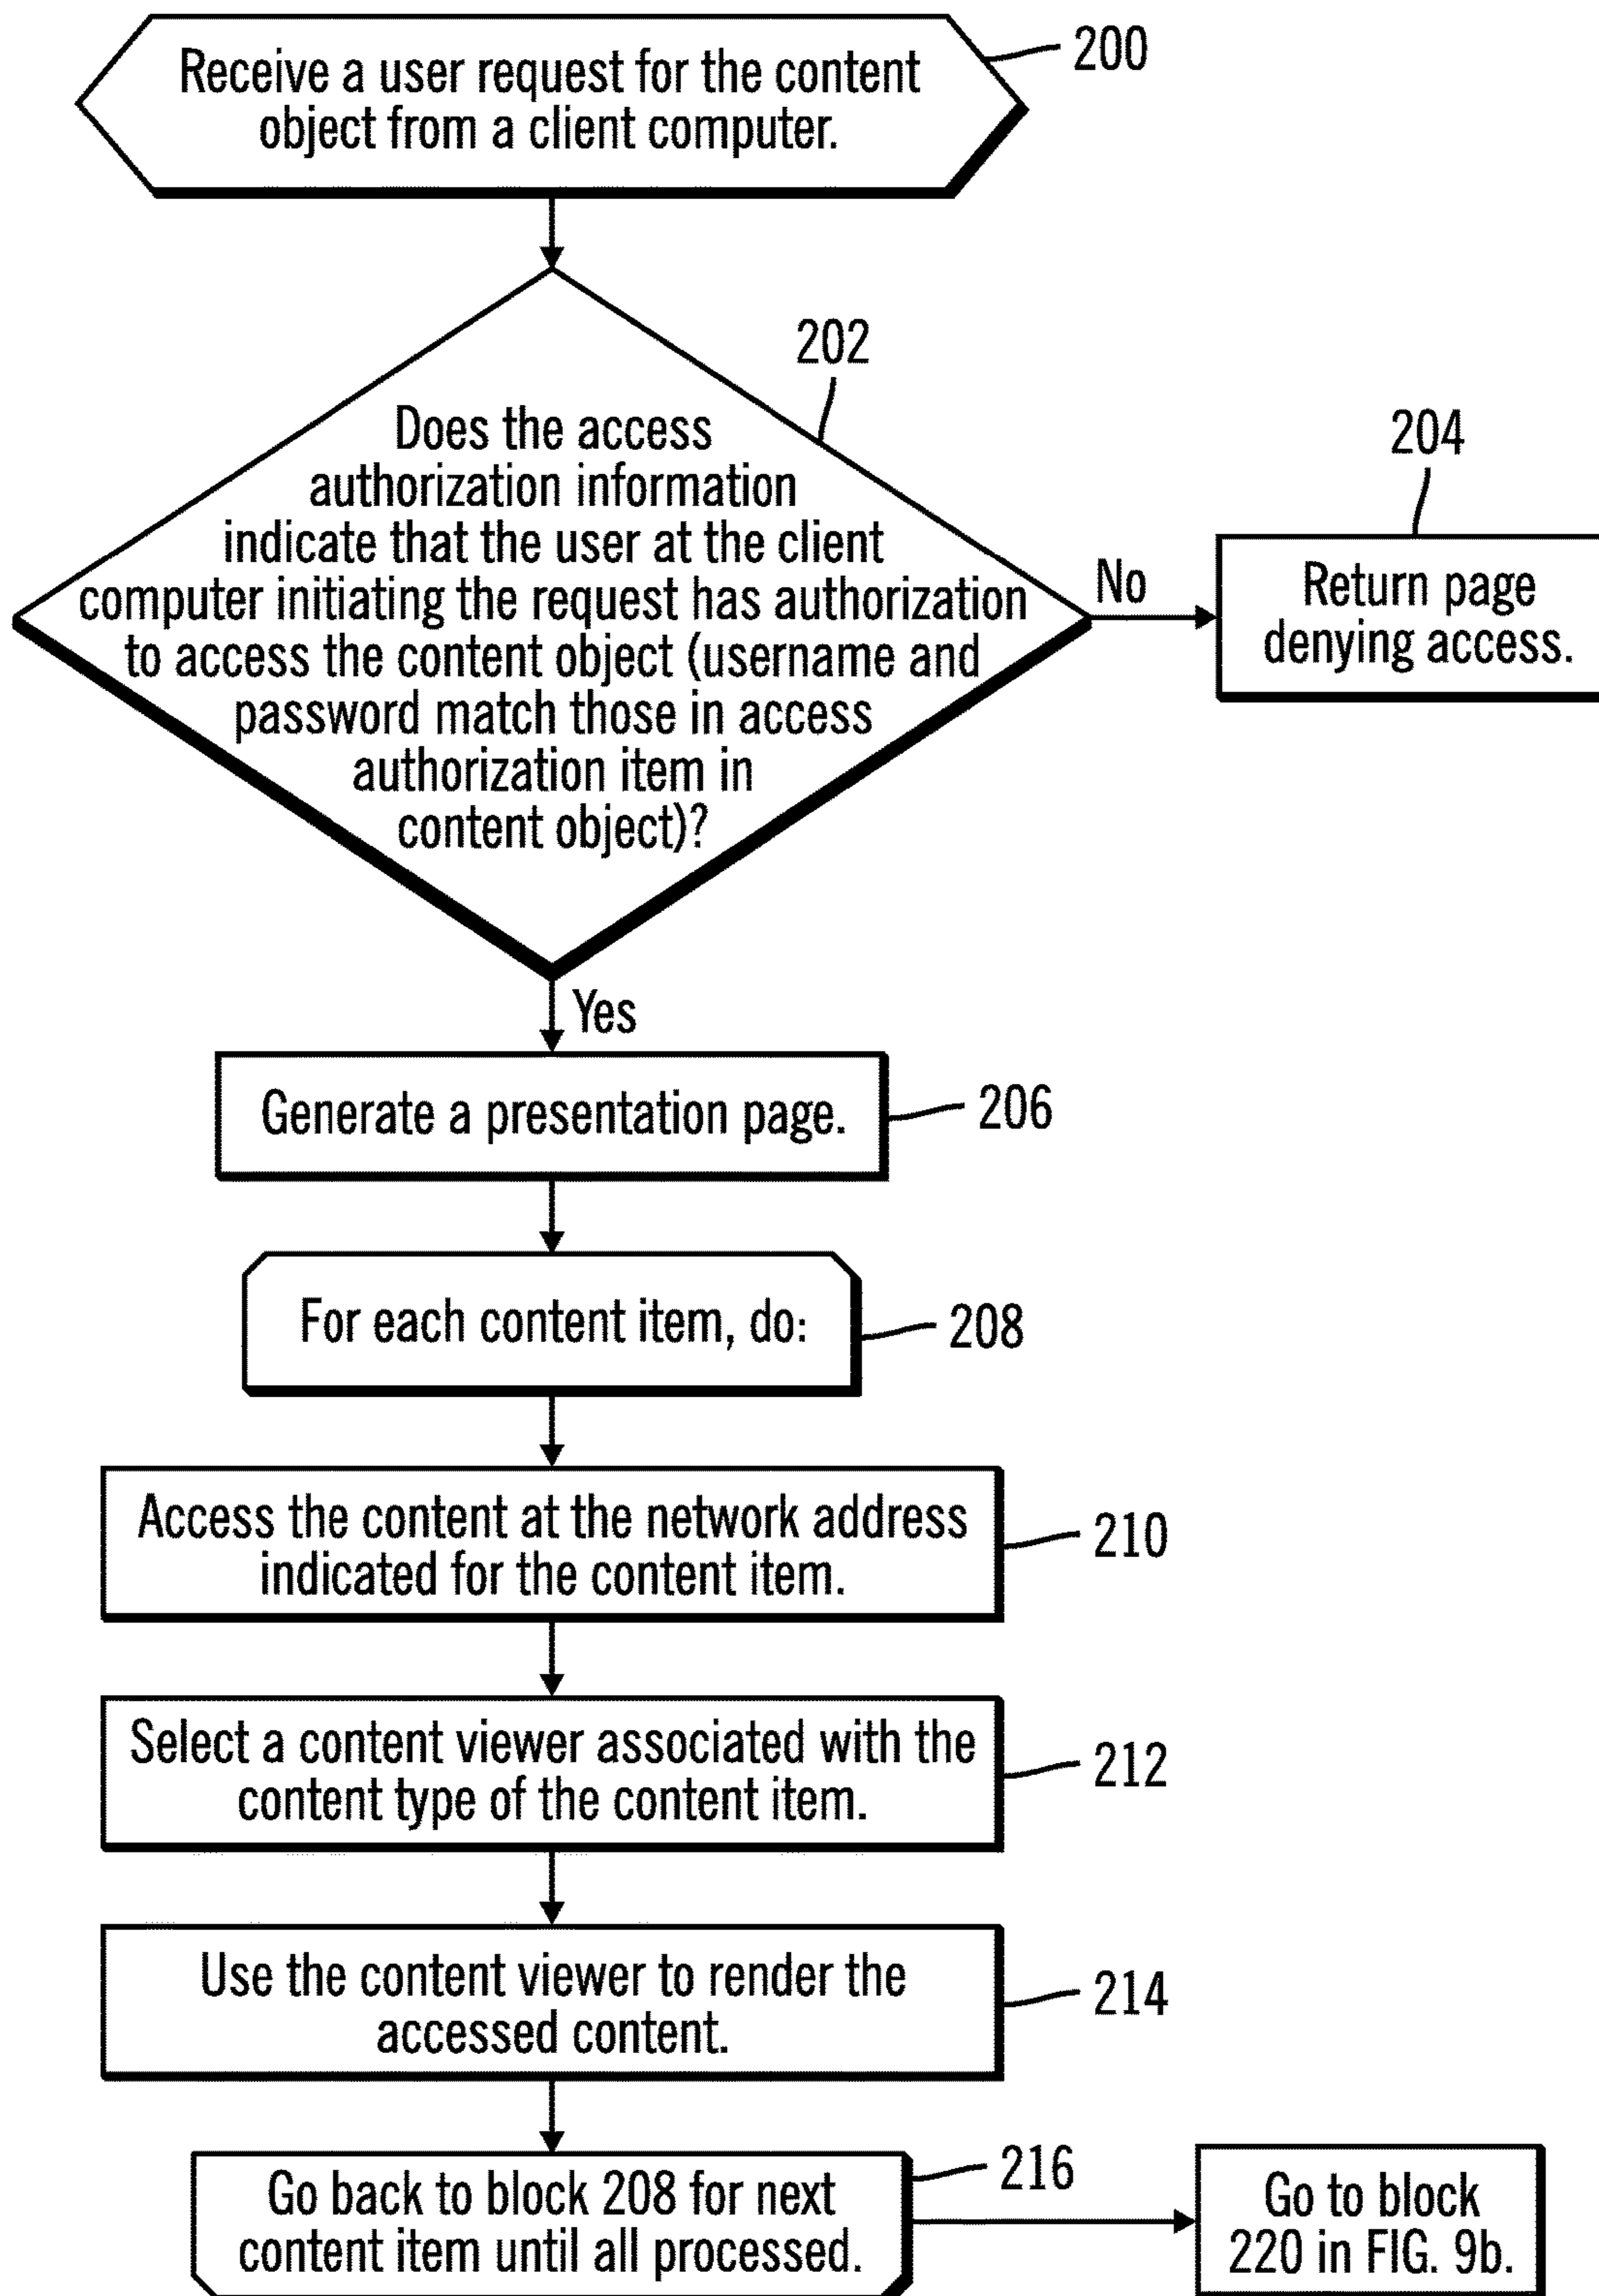 Receive a user request for the content
object from a client computer.
200
202
Does the access
authorization information
indicate that the user at the client
computer initiating the request has authorization
to access the content object (username and
password match those in access
authorization item in
content object)?
No
204
Return page
denying access.
Yes
Generate a presentation page.
206
For each content item, do:
208
Access the content at the network address
indicated for the content item.
210
Select a content viewer associated with the
content type of the content item.
212
Use the content viewer to render the
accessed content.
214
Go back to block 208 for next
content item until all processed.
216
Go to block
220 in FIG. 9b.